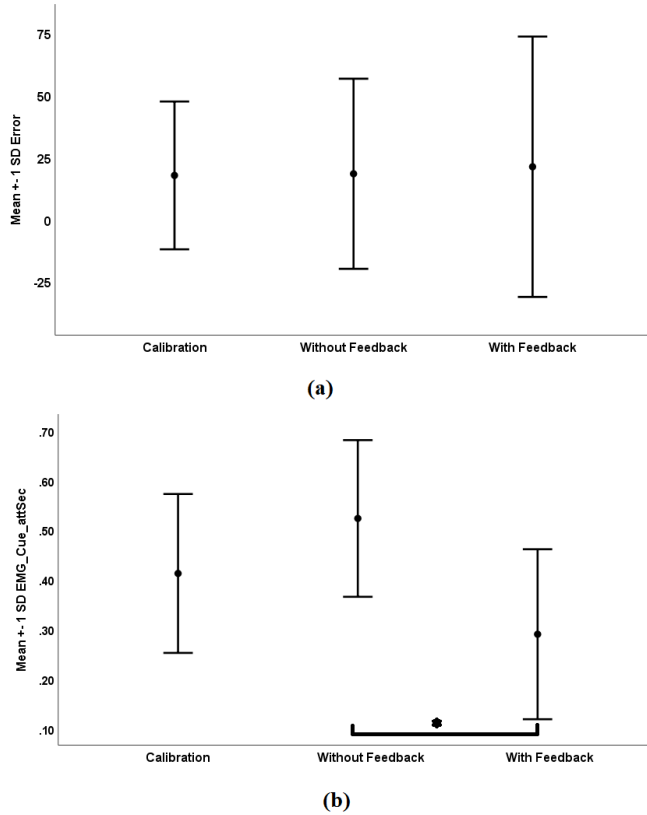 75
50
25
0
-25
Mean +- 1 SD Error
Calibration Without Feedback With Feedback
(a)
.70
.60
.50
.40
.30
.20
.10
Mean +- 1 SD EMG_Cue_attSec
*
Calibration Without Feedback With Feedback
(b)